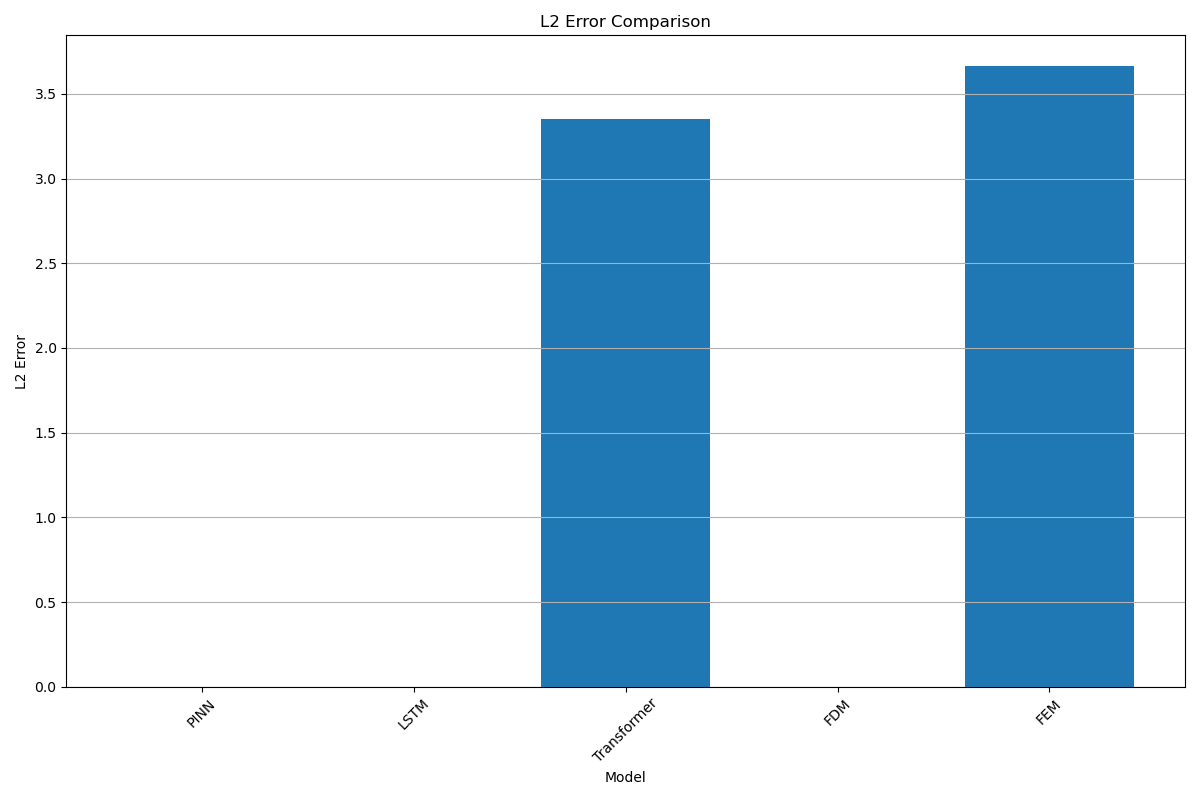 L2 Error Comparison
3.5
3.0
2.5
2.0
1.5
1.0
0.5
0.0
L2 Error
PINN
LSTM
Transformer
FDM
FEM
Model